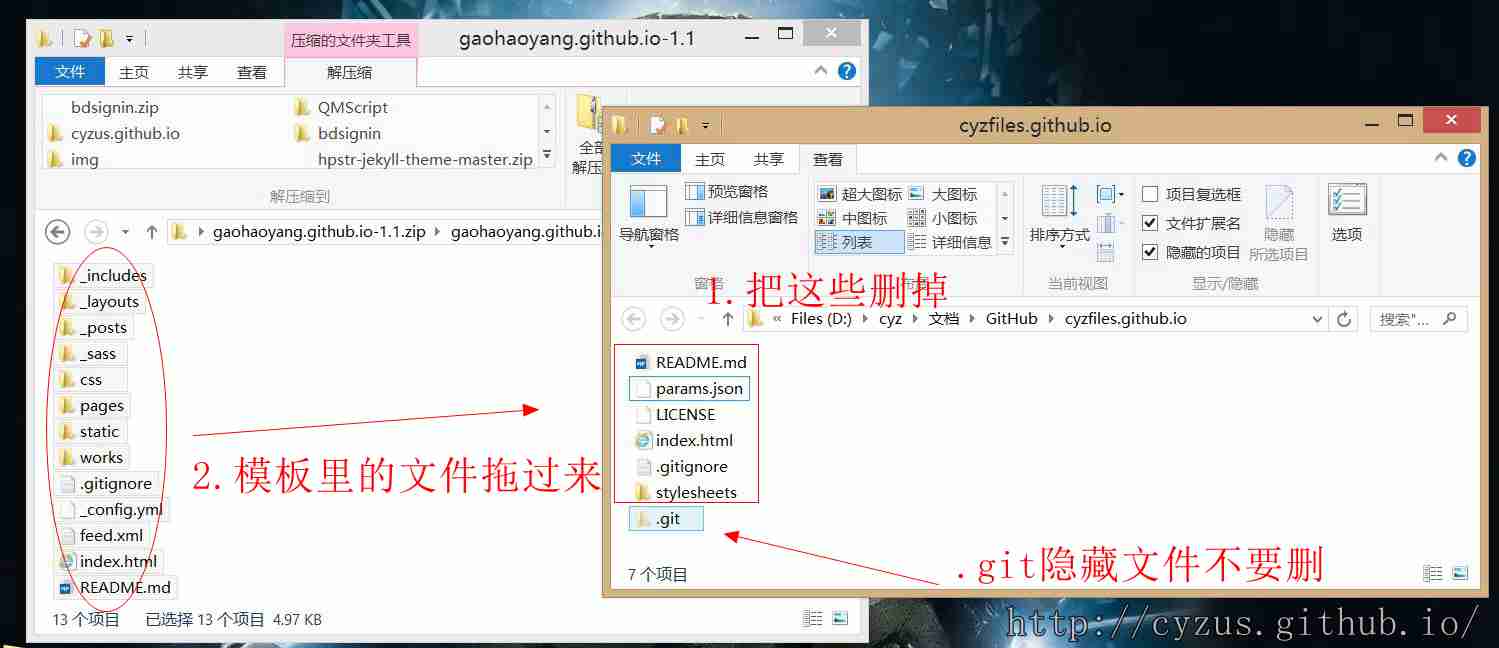 压缩的文件夹工具
gaohaoyang.github.io-1.1
文件 主页 共享 查看 解压缩
bdsignin.zip QMScript
cyzus.github.io bdsignin
img hpstr-jekyll-theme-master.zip
全部
解压
解压缩到
gaohaoyang.github.io-1.1.zip gaohaoyang.github.i
_includes
_layouts
_posts
_sass
css
pages
static
works
.gitignore
_config.yml
feed.xml
index.html
README.md
13 个项目 已选择 13 个项目 4.97 KB
2.模板里的文件拖过来
cyzfiles.github.io
文件 主页 共享 查看
导航窗格
预览窗格
详细信息窗格
窗格
超大图标 大图标
中图标 小图标
列表 详细信息
布局
排序方式
当前视图
项目复选框
文件扩展名
隐藏的项目
隐藏
所选项目
显示/隐藏
选项
1.把这些删掉
« Files (D:) cyz 文档 GitHub cyzfiles.github.io
搜索"...
README.md
params.json
LICENSE
index.html
.gitignore
stylesheets
.git
.git隐藏文件不要删
7 个项目
http://cyzus.github.io/